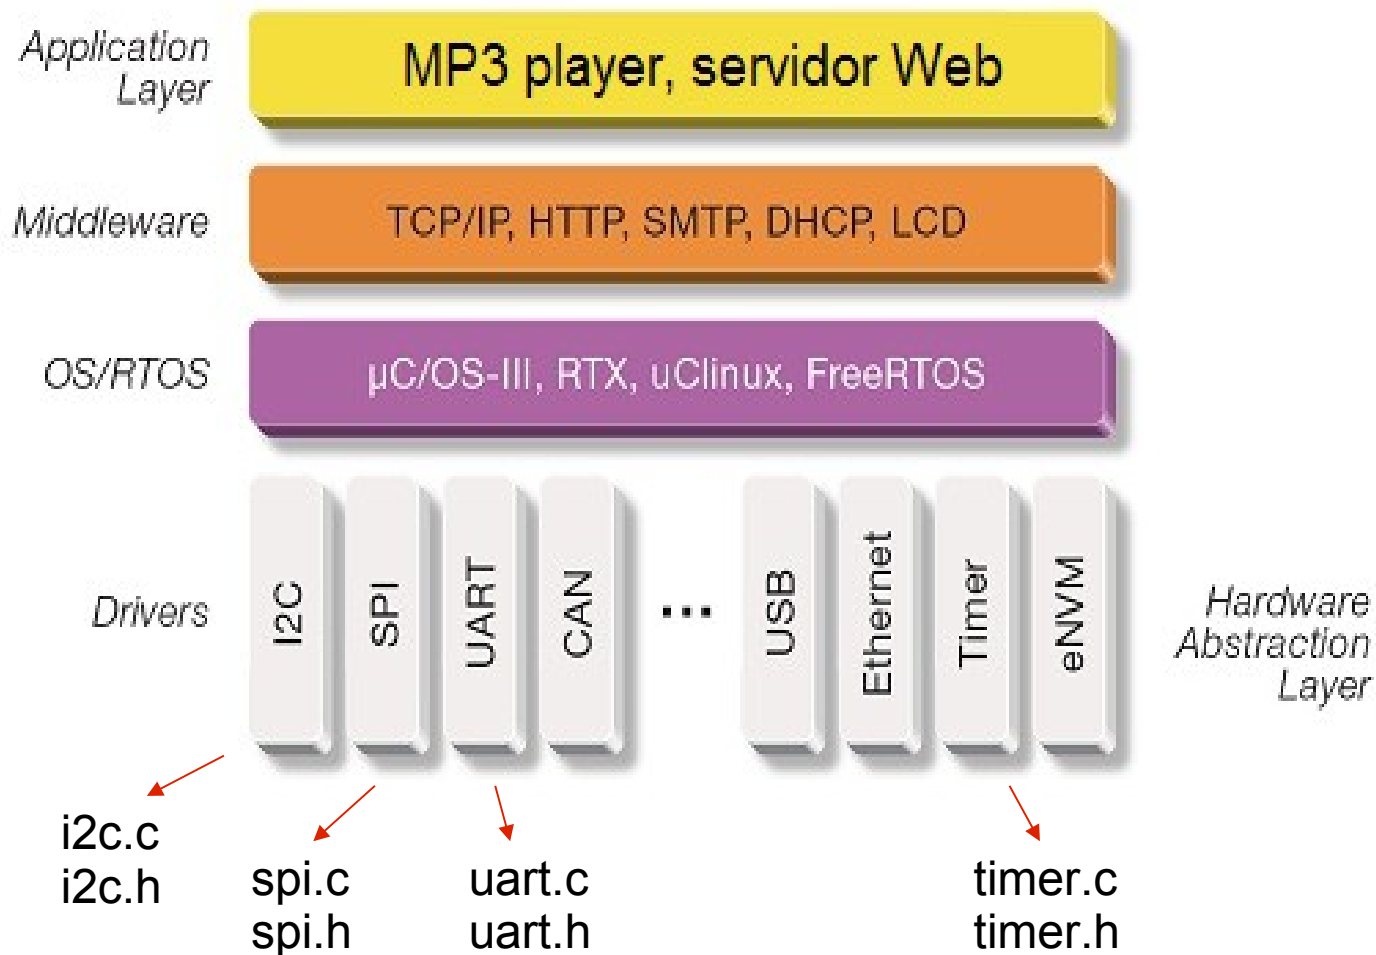 Application
Layer
MP3 player, servidor Web
Middleware
TCP/IP, HTTP, SMTP, DHCP, LCD
OS/RTOS
µC/OS-III, RTX, uClinux, FreeRTOS
Drivers
I2C
SPI
UART
CAN
...
USB
Ethernet
Timer
eNVM
Hardware
Abstraction
Layer
i2c.c
i2c.h
spi.c
spi.h
uart.c
uart.h
timer.c
timer.h